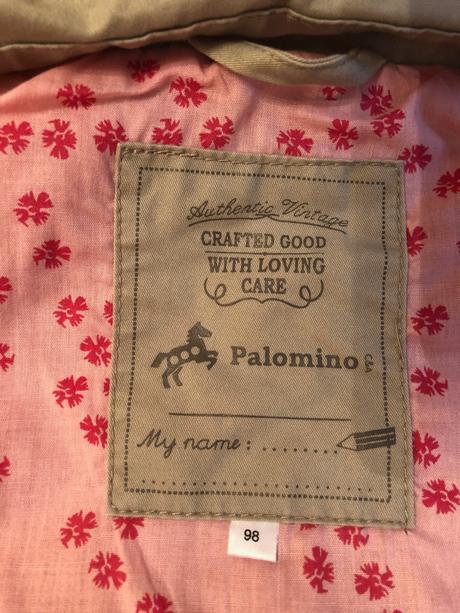 Authentic Vintage
CRAFTED GOOD
WITH LOVING
CARE
Palomino C&A
My name : ........
98